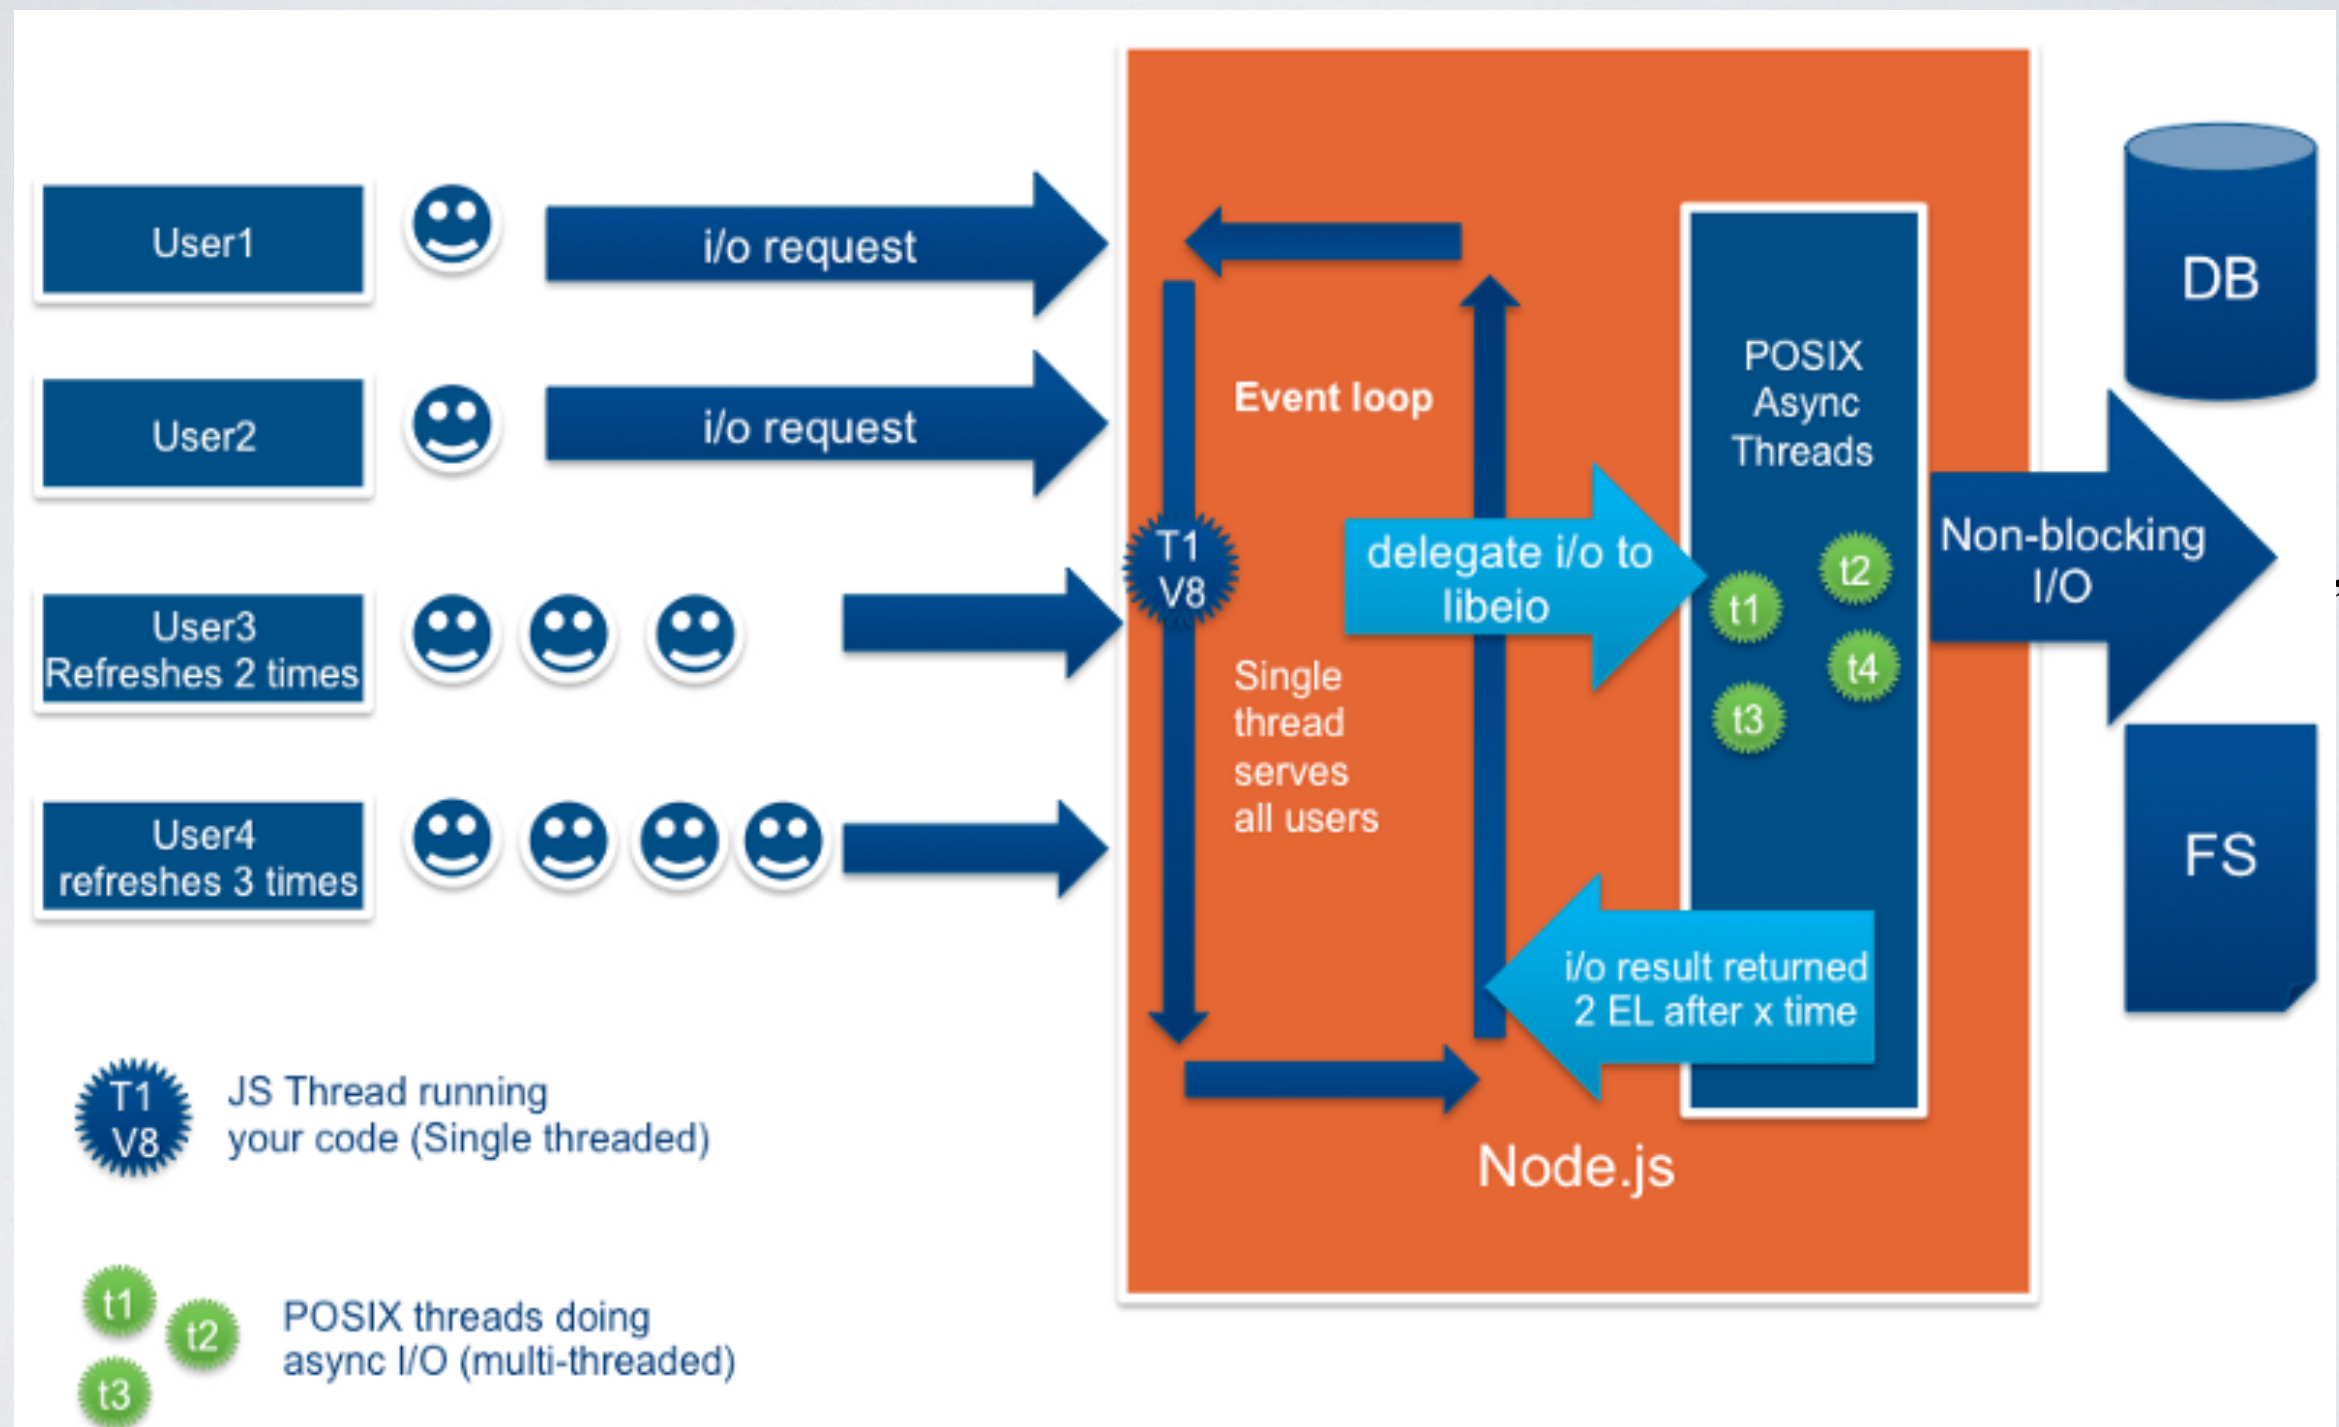 User1
i/o request
User2
i/o request
User3
Refreshes 2 times
User4
refreshes 3 times
T1
V8
JS Thread running
your code (Single threaded)
t1
t2
t3
POSIX threads doing
async I/O (multi-threaded)
Event loop
T1
V8
Single
thread
serves
all users
delegate i/o to
libeio
POSIX
Async
Threads
t1
t2
t3
t4
i/o result returned
2 EL after x time
Node.js
Non-blocking
I/O
DB
FS